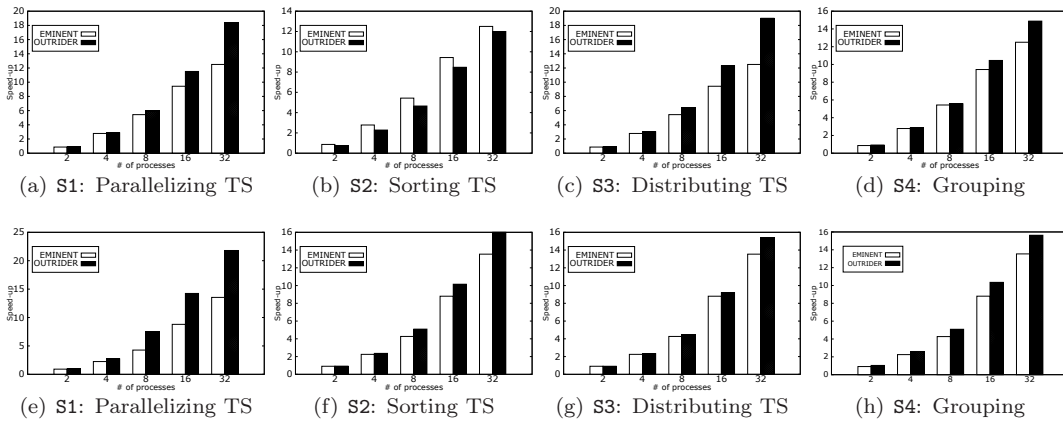 20
18
16
14
12
10
8
6
4
2
0
Speed-up
EMINENT
OUTRIDER
2 4 8 16 32
# of processes
(a) S1: Parallelizing TS
14
12
10
8
6
4
2
0
Speed-up
EMINENT
OUTRIDER
2 4 8 16 32
# of processes
(b) S2: Sorting TS
20
18
16
14
12
10
8
6
4
2
0
Speed-up
EMINENT
OUTRIDER
2 4 8 16 32
# of processes
(c) S3: Distributing TS
16
14
12
10
8
6
4
2
0
Speed-up
EMINENT
OUTRIDER
2 4 8 16 32
# of processes
(d) S4: Grouping
25
20
15
10
5
0
Speed-up
EMINENT
OUTRIDER
2 4 8 16 32
# of processes
(e) S1: Parallelizing TS
16
14
12
10
8
6
4
2
0
Speed-up
EMINENT
OUTRIDER
2 4 8 16 32
# of processes
(f) S2: Sorting TS
16
14
12
10
8
6
4
2
0
Speed-up
EMINENT
OUTRIDER
2 4 8 16 32
# of processes
(g) S3: Distributing TS
16
14
12
10
8
6
4
2
0
Speed-up
EMINENT
OUTRIDER
2 4 8 16 32
# of processes
(h) S4: Grouping